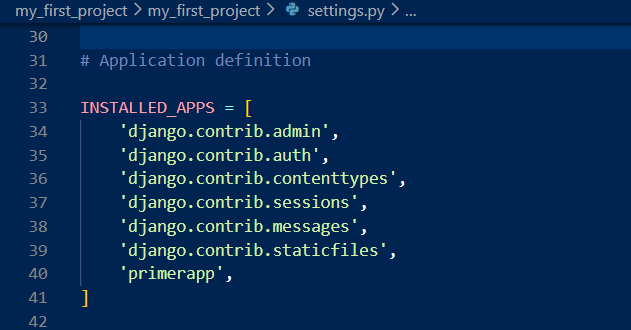 my_first_project > my_first_project > settings.py > ...
30
31 # Application definition
32
33 INSTALLED_APPS = [
34     'django.contrib.admin',
35     'django.contrib.auth',
36     'django.contrib.contenttypes',
37     'django.contrib.sessions',
38     'django.contrib.messages',
39     'django.contrib.staticfiles',
40     'primerapp',
41 ]
42